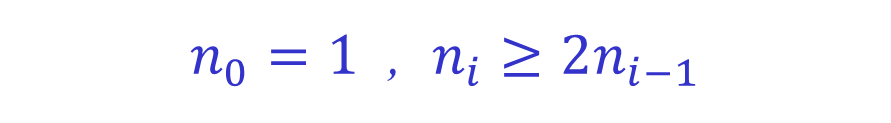 n₀ = 1 , nᵢ ≥ 2nᵢ₋₁